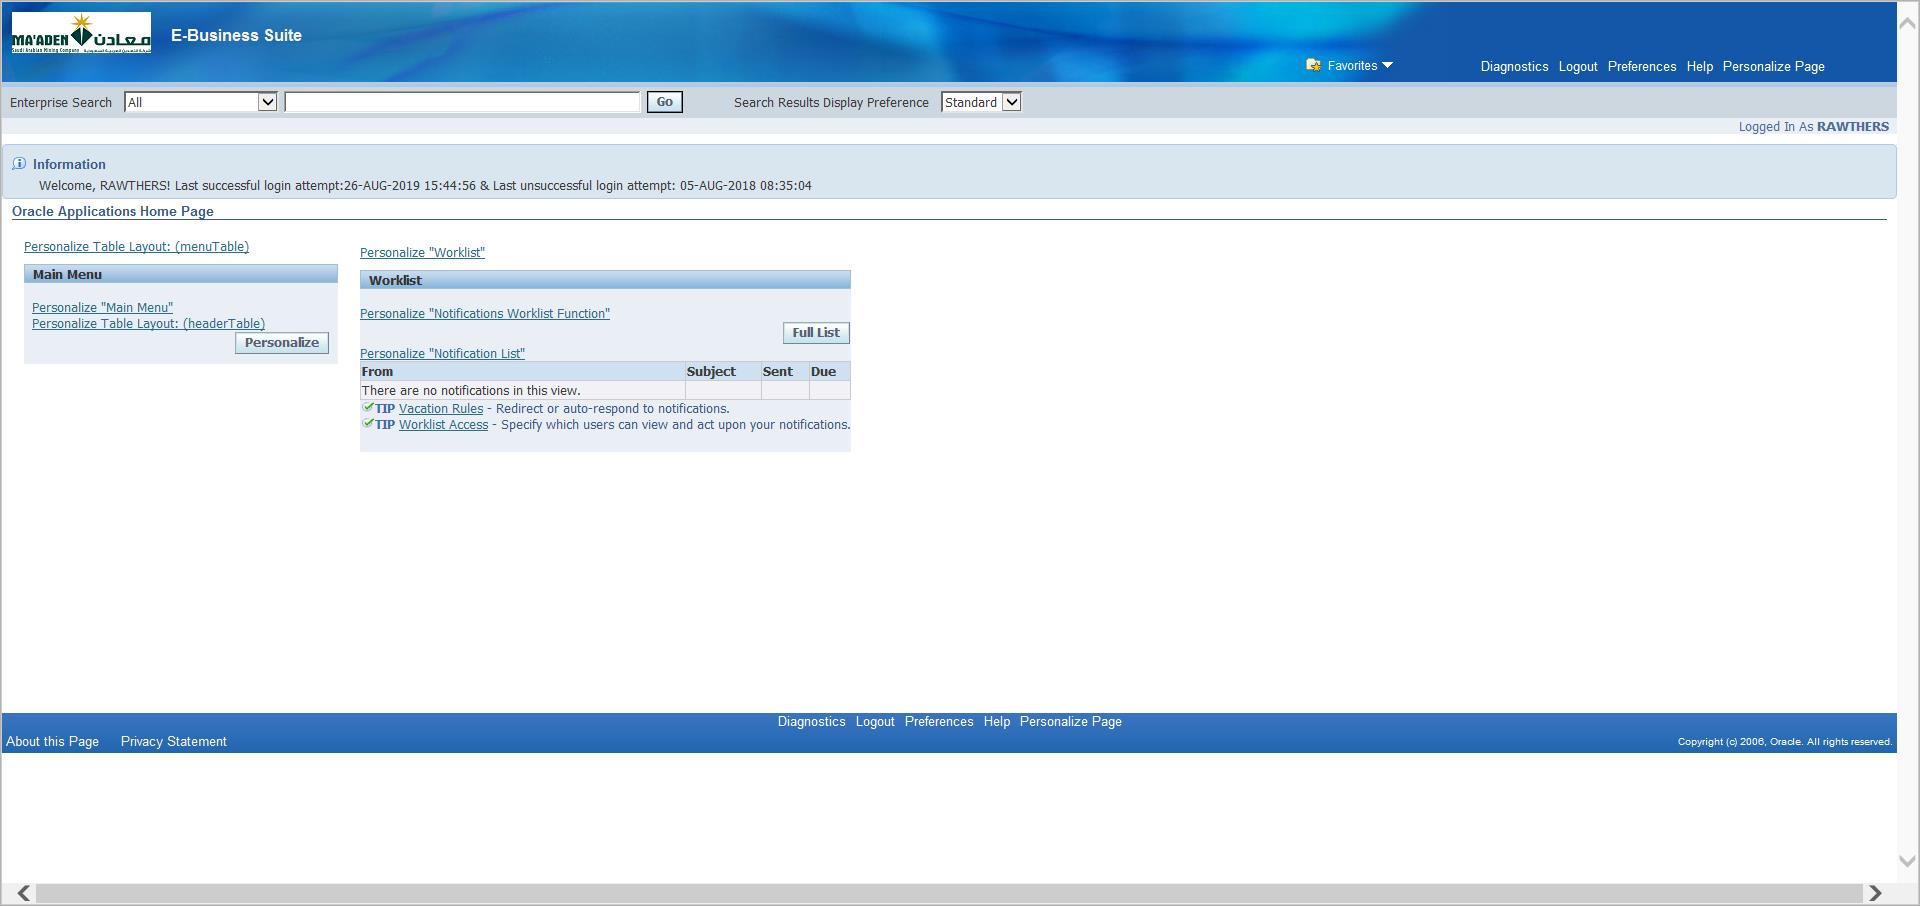 MA'ADEN معادن
Saudi Arabian Mining Company
E-Business Suite
Favorites
Diagnostics Logout Preferences Help Personalize Page
Enterprise Search All Go Search Results Display Preference Standard
Logged In As RAWTHERS
Information
Welcome, RAWTHERS! Last successful login attempt:26-AUG-2019 15:44:56 & Last unsuccessful login attempt: 05-AUG-2018 08:35:04
Oracle Applications Home Page
Personalize Table Layout: (menuTable)
Main Menu
Personalize "Main Menu"
Personalize Table Layout: (headerTable)
Personalize
Personalize "Worklist"
Worklist
Personalize "Notifications Worklist Function"
Full List
Personalize "Notification List"
From Subject Sent Due
There are no notifications in this view.
TIP Vacation Rules - Redirect or auto-respond to notifications.
TIP Worklist Access - Specify which users can view and act upon your notifications.
Diagnostics Logout Preferences Help Personalize Page
About this Page Privacy Statement
Copyright (c) 2006, Oracle. All rights reserved.